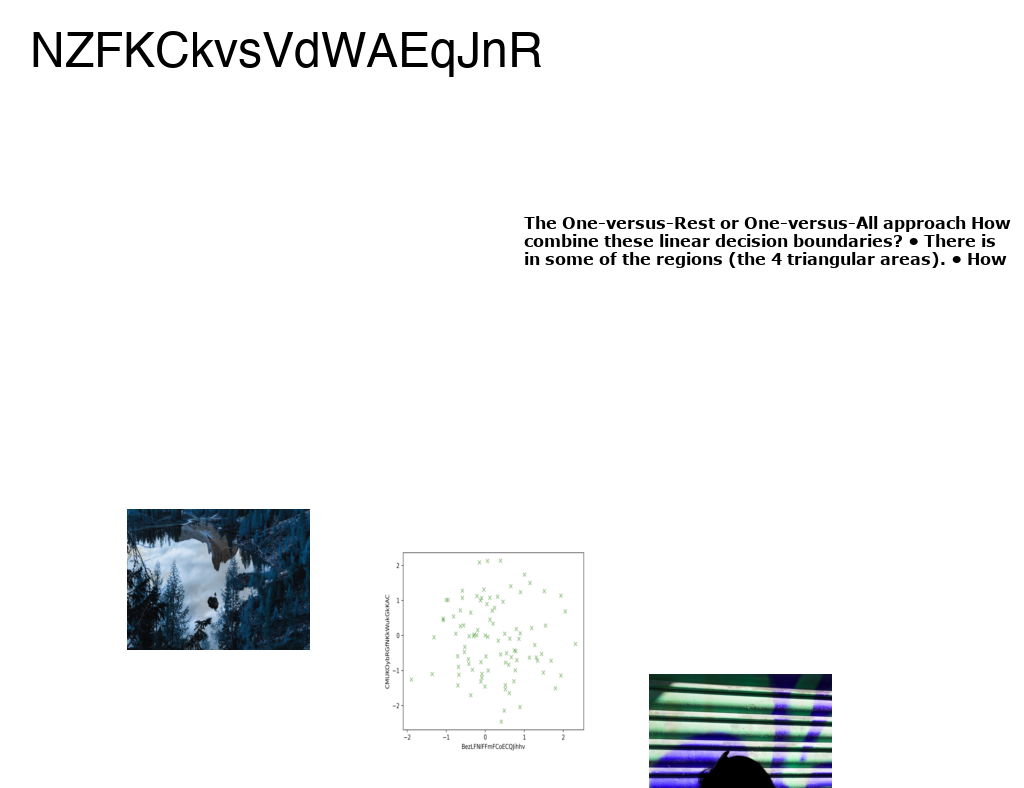 NZFKCkvsVdWAEqJnR
The One-versus-Rest or One-versus-All approach How
combine these linear decision boundaries? • There is
in some of the regions (the 4 triangular areas). • How
2
1
0
−1
−2
−2 −1 0 1 2